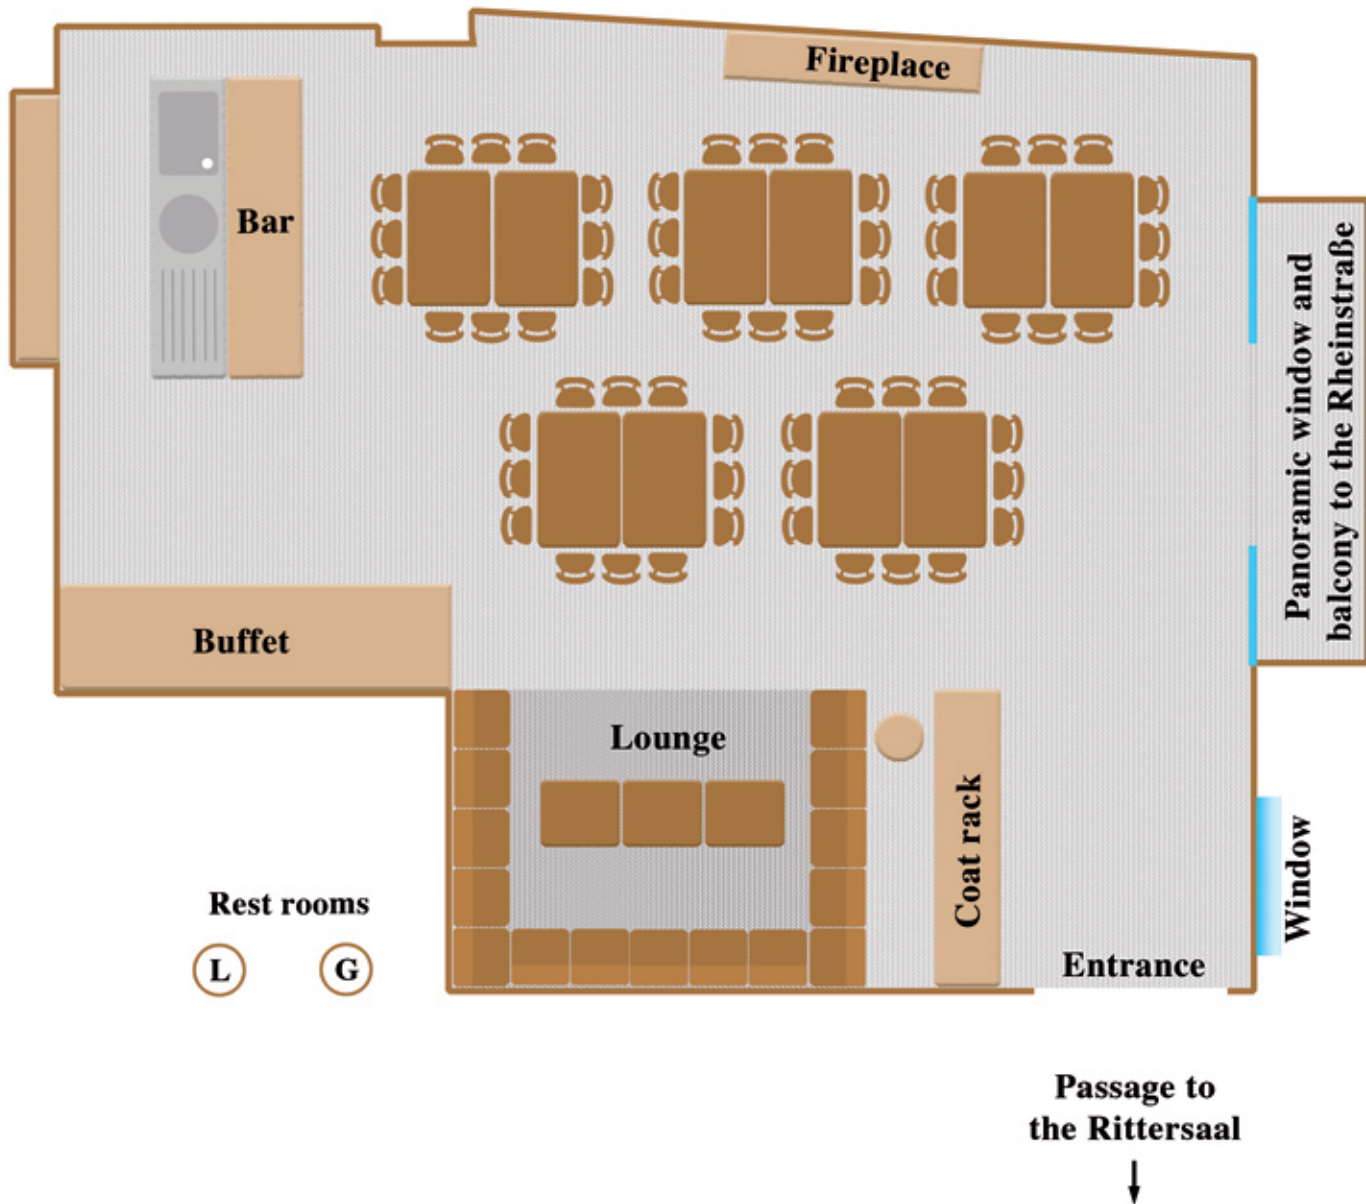 Fireplace
Bar
Panoramic window and
balcony to the Rheinstraße
Buffet
Lounge
Coat rack
Window
Rest rooms
L
G
Entrance
Passage to
the Rittersaal